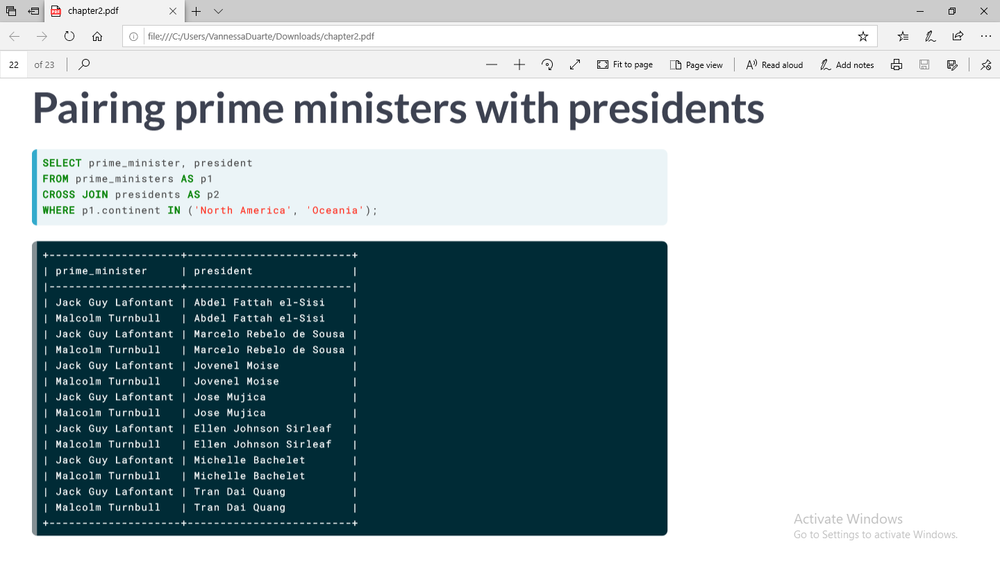 chapter2.pdf
file:///C:/Users/VannessaDuarte/Downloads/chapter2.pdf
22 of 23 Fit to page Page view Read aloud Add notes
Pairing prime ministers with presidents
SELECT prime_minister, president
FROM prime_ministers AS p1
CROSS JOIN presidents AS p2
WHERE p1.continent IN ('North America', 'Oceania');
+--------------------+-------------------------+
| prime_minister     | president               |
|--------------------+-------------------------|
| Jack Guy Lafontant | Abdel Fattah el-Sisi    |
| Malcolm Turnbull   | Abdel Fattah el-Sisi    |
| Jack Guy Lafontant | Marcelo Rebelo de Sousa |
| Malcolm Turnbull   | Marcelo Rebelo de Sousa |
| Jack Guy Lafontant | Jovenel Moise           |
| Malcolm Turnbull   | Jovenel Moise           |
| Jack Guy Lafontant | Jose Mujica             |
| Malcolm Turnbull   | Jose Mujica             |
| Jack Guy Lafontant | Ellen Johnson Sirleaf   |
| Malcolm Turnbull   | Ellen Johnson Sirleaf   |
| Jack Guy Lafontant | Michelle Bachelet       |
| Malcolm Turnbull   | Michelle Bachelet       |
| Jack Guy Lafontant | Tran Dai Quang          |
| Malcolm Turnbull   | Tran Dai Quang          |
+--------------------+-------------------------+
Activate Windows
Go to Settings to activate Windows.